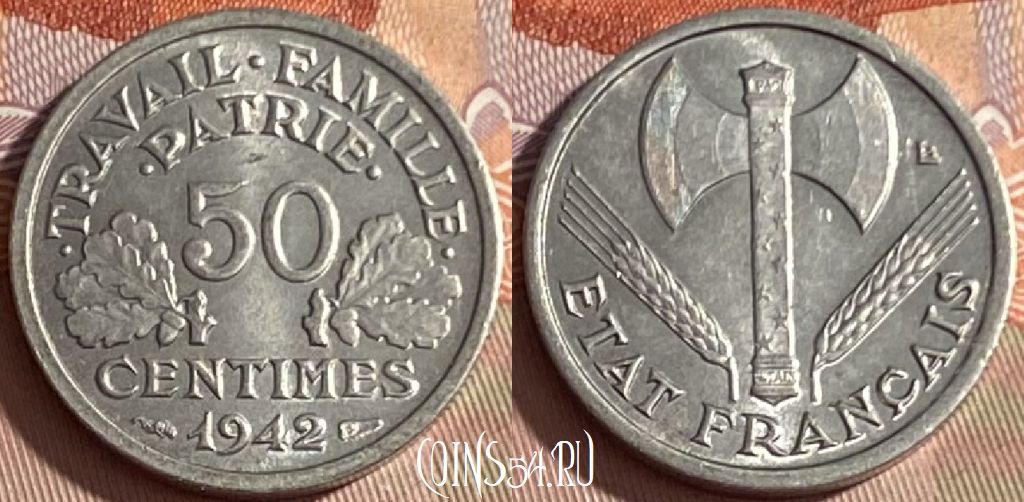 ·TRAVAIL·FAMILLE·
·PATRIE·
50
CENTIMES
1942
ETAT FRANÇAIS
COINS54.RU